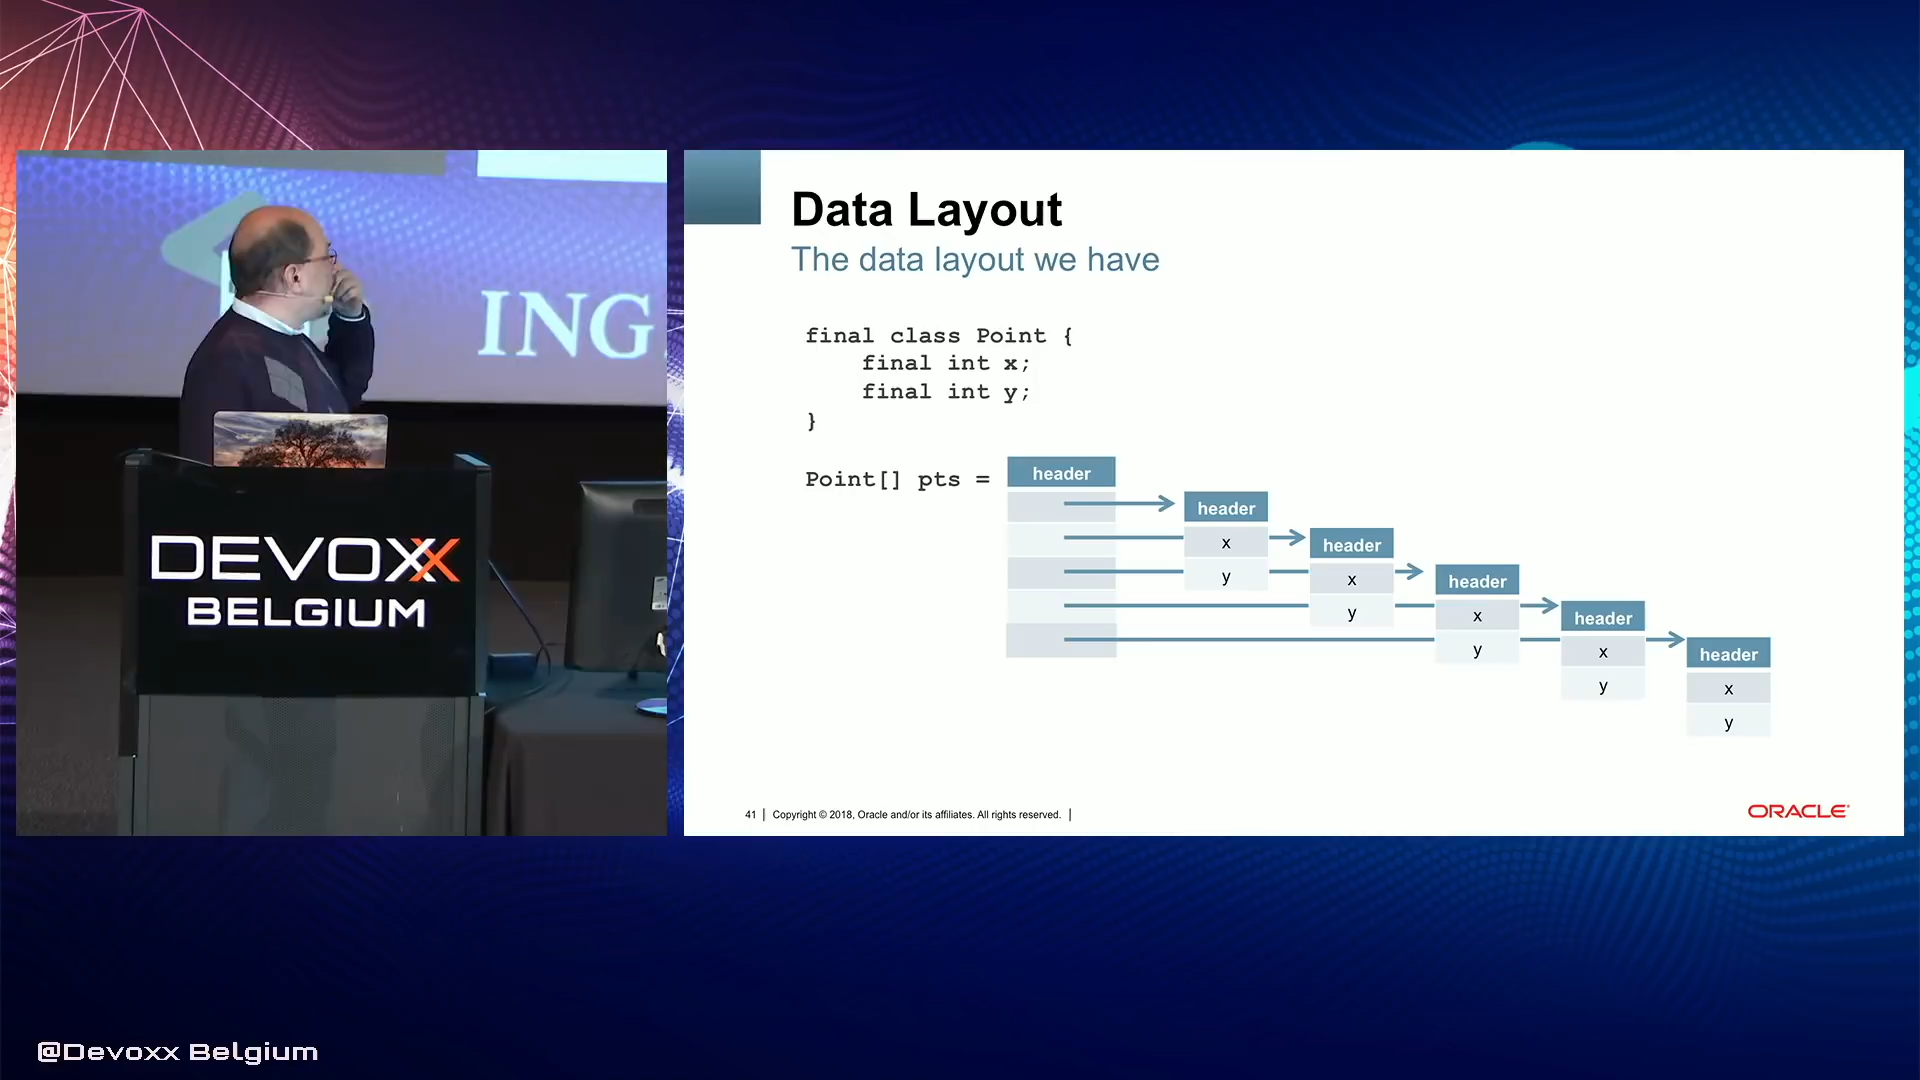 ING
DEVOXX
BELGIUM
Data Layout
The data layout we have
final class Point {
final int x;
final int y;
}
Point[] pts =
header
header
x
y
header
x
y
header
x
y
header
x
y
header
x
y
41 | Copyright © 2018, Oracle and/or its affiliates. All rights reserved. |
ORACLE®
@Devoxx Belgium